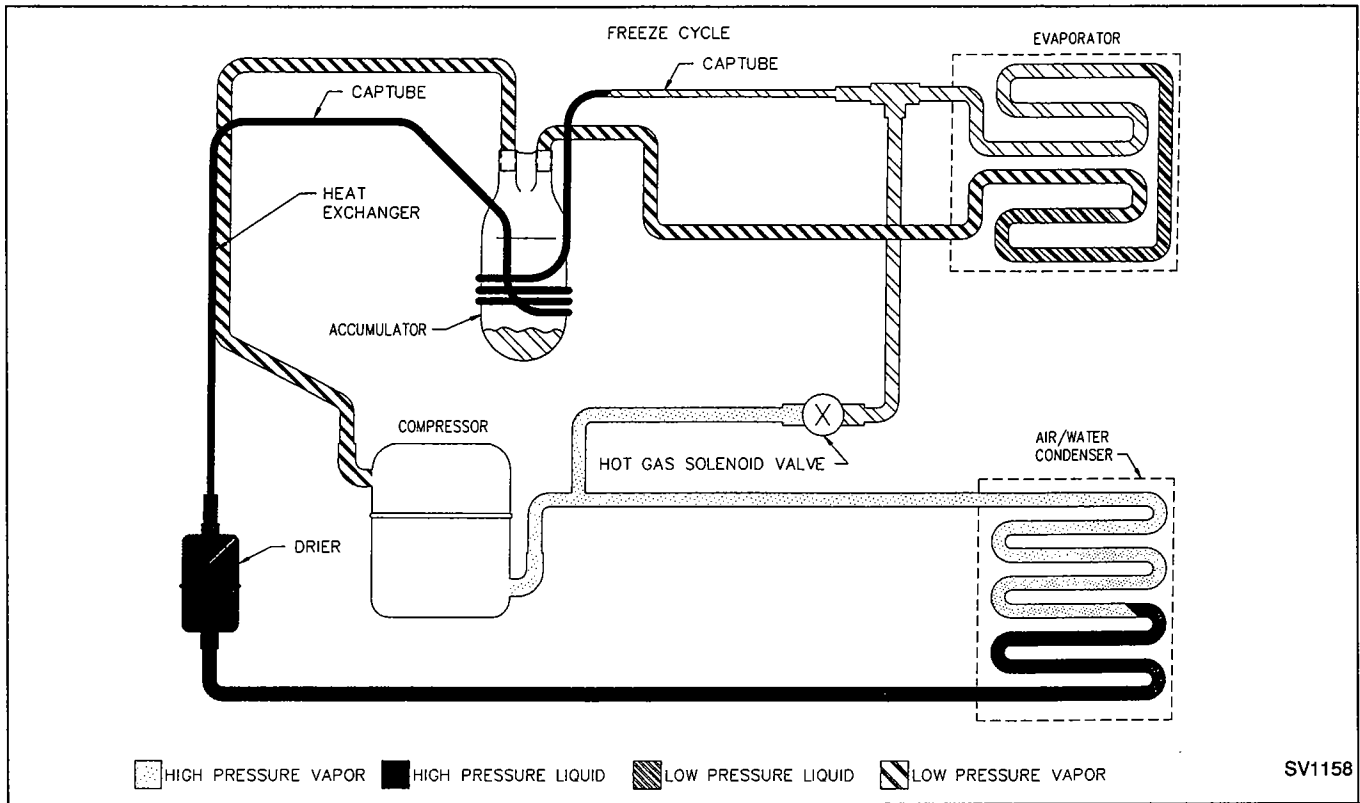 FREEZE CYCLE
EVAPORATOR
CAPTUBE
CAPTUBE
HEAT
EXCHANGER
ACCUMULATOR
COMPRESSOR
HOT GAS SOLENOID VALVE
X
AIR/WATER
CONDENSER
DRIER
HIGH PRESSURE VAPOR
HIGH PRESSURE LIQUID
LOW PRESSURE LIQUID
LOW PRESSURE VAPOR
SV1158